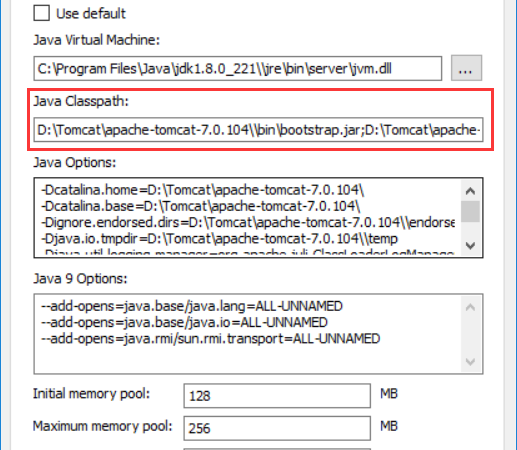 Use default
Java Virtual Machine:
C:\Program Files\Java\jdk1.8.0_221\\jre\bin\server\jvm.dll
...
Java Classpath:
D:\Tomcat\apache-tomcat-7.0.104\\bin\bootstrap.jar;D:\Tomcat\apache-
Java Options:
-Dcatalina.home=D:\Tomcat\apache-tomcat-7.0.104\
-Dcatalina.base=D:\Tomcat\apache-tomcat-7.0.104\
-Dignore.endorsed.dirs=D:\Tomcat\apache-tomcat-7.0.104\\endorse
-Djava.io.tmpdir=D:\Tomcat\apache-tomcat-7.0.104\\temp
-Djava.util.logging.manager=org.apache.juli.ClassLoaderLogManage
Java 9 Options:
--add-opens=java.base/java.lang=ALL-UNNAMED
--add-opens=java.base/java.io=ALL-UNNAMED
--add-opens=java.rmi/sun.rmi.transport=ALL-UNNAMED
Initial memory pool: 128 MB
Maximum memory pool: 256 MB